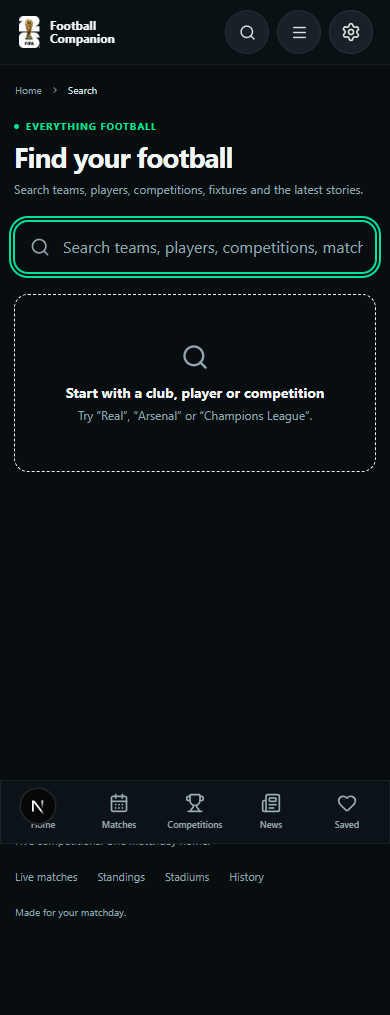 Football
Companion
FIFA
Home > Search
EVERYTHING FOOTBALL
Find your football
Search teams, players, competitions, fixtures and the latest stories.
Search teams, players, competitions, match
Start with a club, player or competition
Try “Real”, “Arsenal” or “Champions League”.
N
Home Matches Competitions News Saved
Live matches Standings Stadiums History
Made for your matchday.